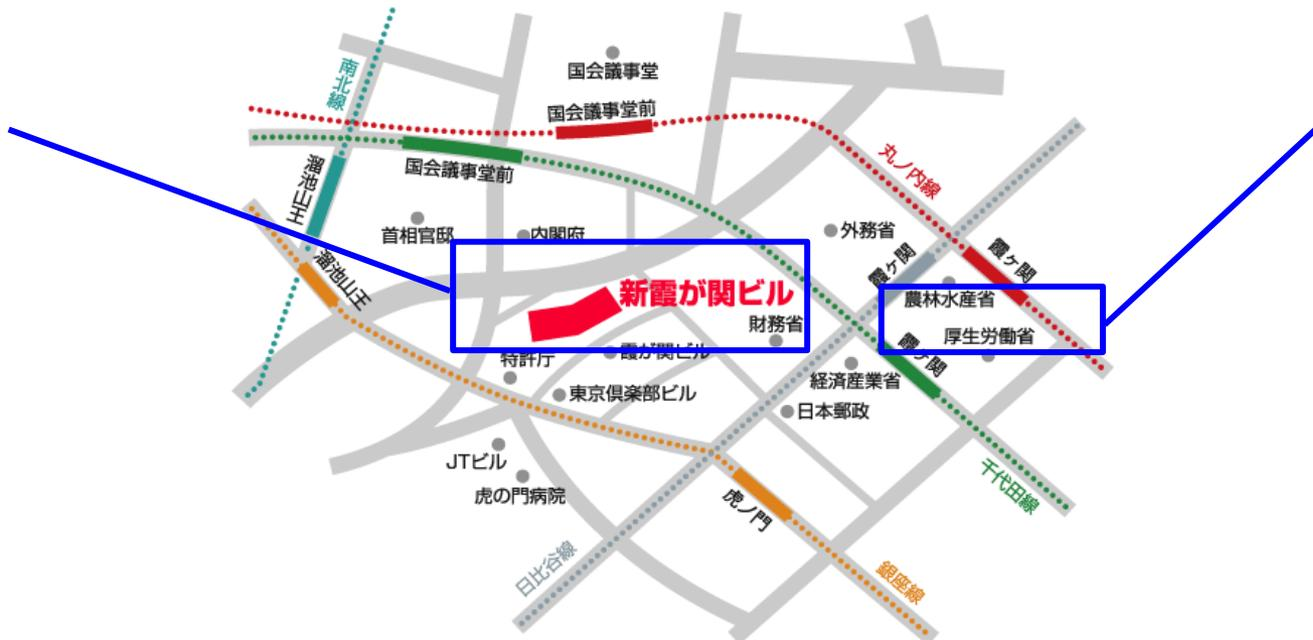 国会議事堂
国会議事堂前
南北線
国会議事堂前
丸ノ内線
溜池山王
首相官邸
内閣府
外務省
霞ヶ関
霞ヶ関
溜池山王
新霞が関ビル
農林水産省
財務省
厚生労働省
霞ヶ関
特許庁
霞が関ビル
経済産業省
東京倶楽部ビル
日本郵政
JTビル
虎の門病院
虎ノ門
千代田線
日比谷線
銀座線